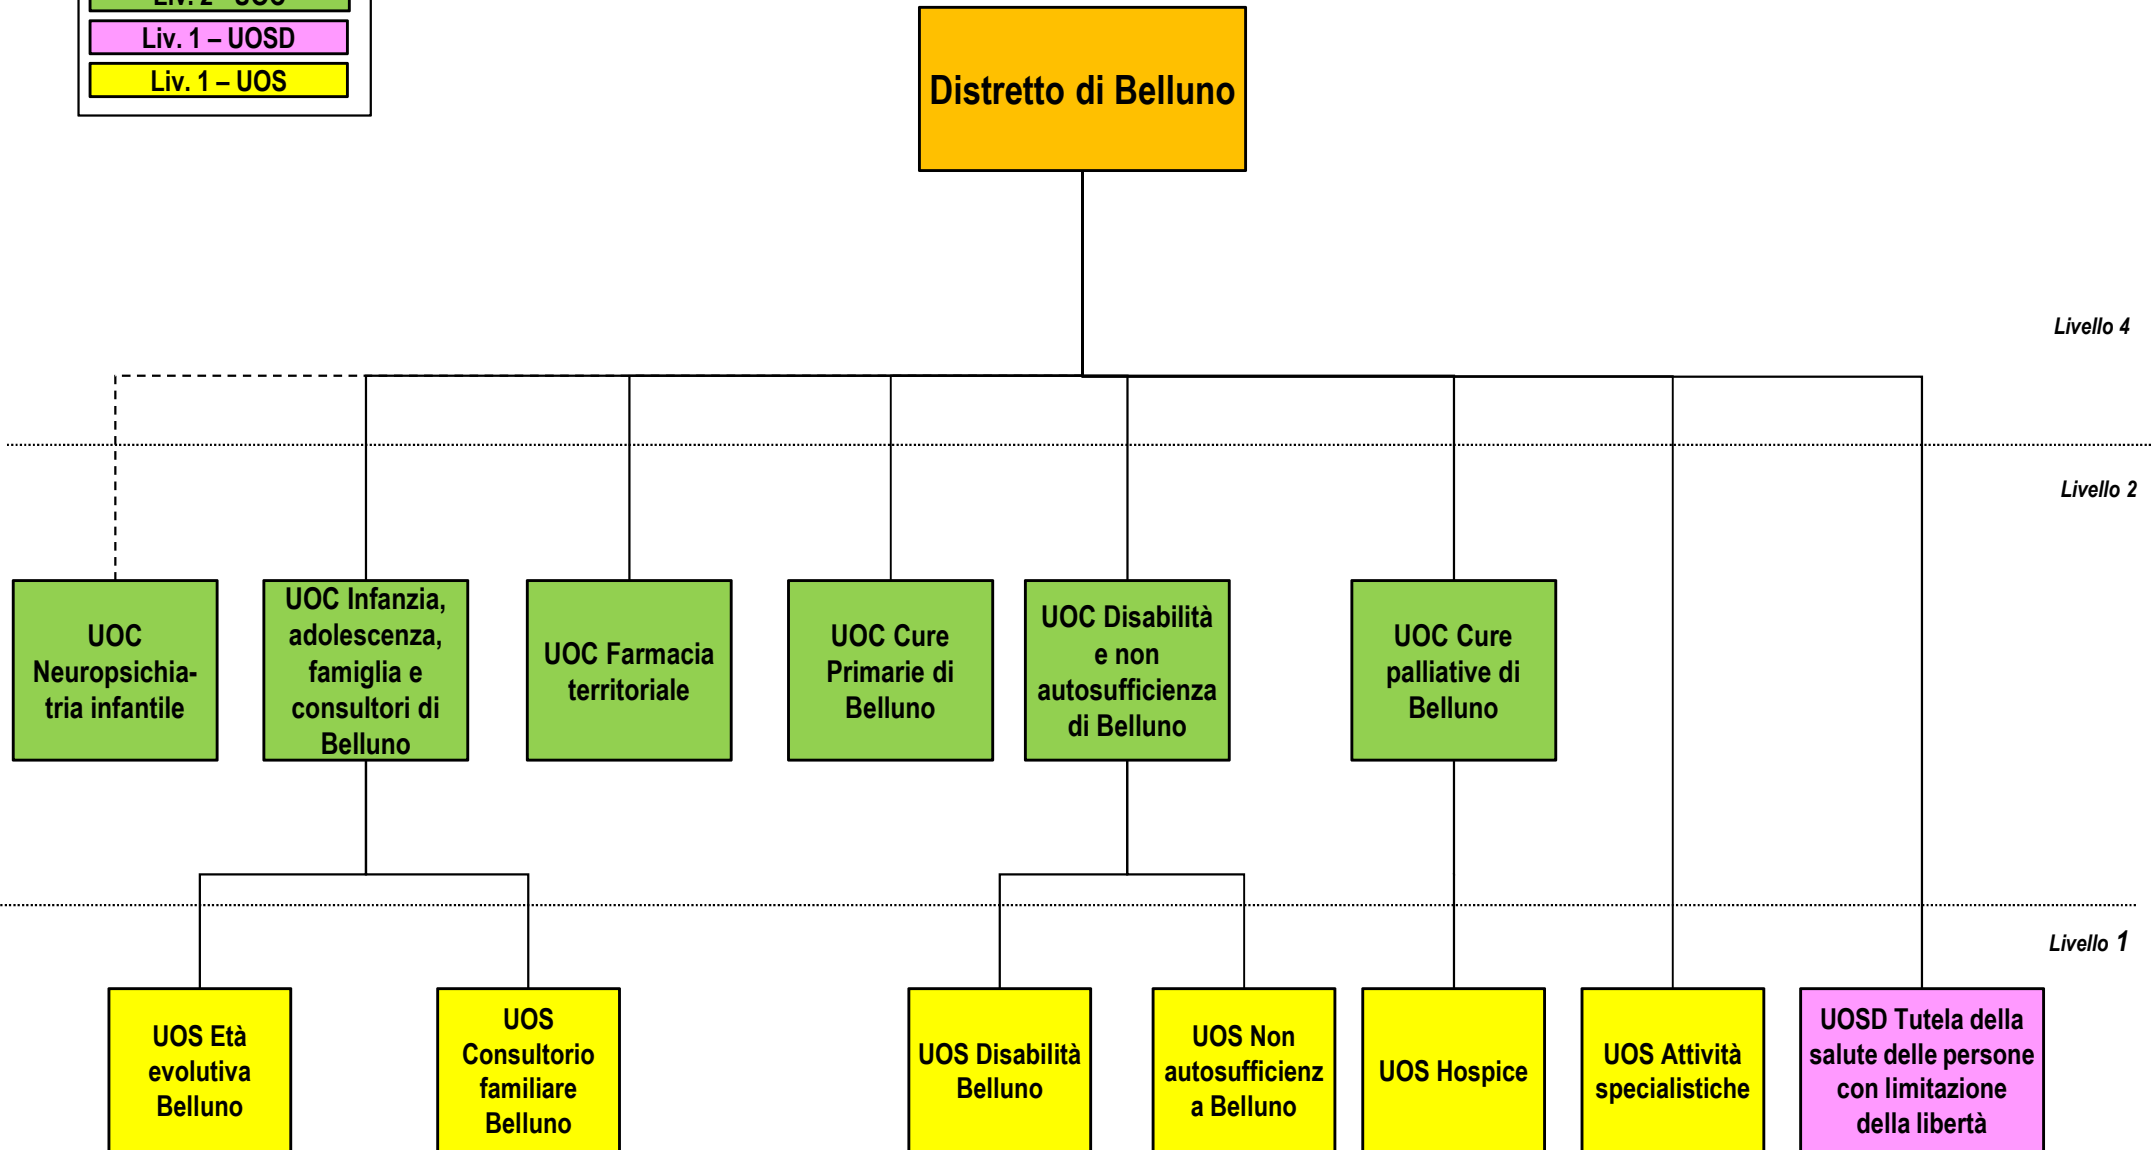 Liv. 2 – UOC
Liv. 1 – UOSD
Liv. 1 – UOS
Distretto di Belluno
Livello 4
Livello 2
UOC
Neuropsichia-
tria infantile
UOC Infanzia,
adolescenza,
famiglia e
consultori di
Belluno
UOC Farmacia
territoriale
UOC Cure
Primarie di
Belluno
UOC Disabilità
e non
autosufficienza
di Belluno
UOC Cure
palliative di
Belluno
Livello 1
UOS Età
evolutiva
Belluno
UOS
Consultorio
familiare
Belluno
UOS Disabilità
Belluno
UOS Non
autosufficienz
a Belluno
UOS Hospice
UOS Attività
specialistiche
UOSD Tutela della
salute delle persone
con limitazione
della libertà